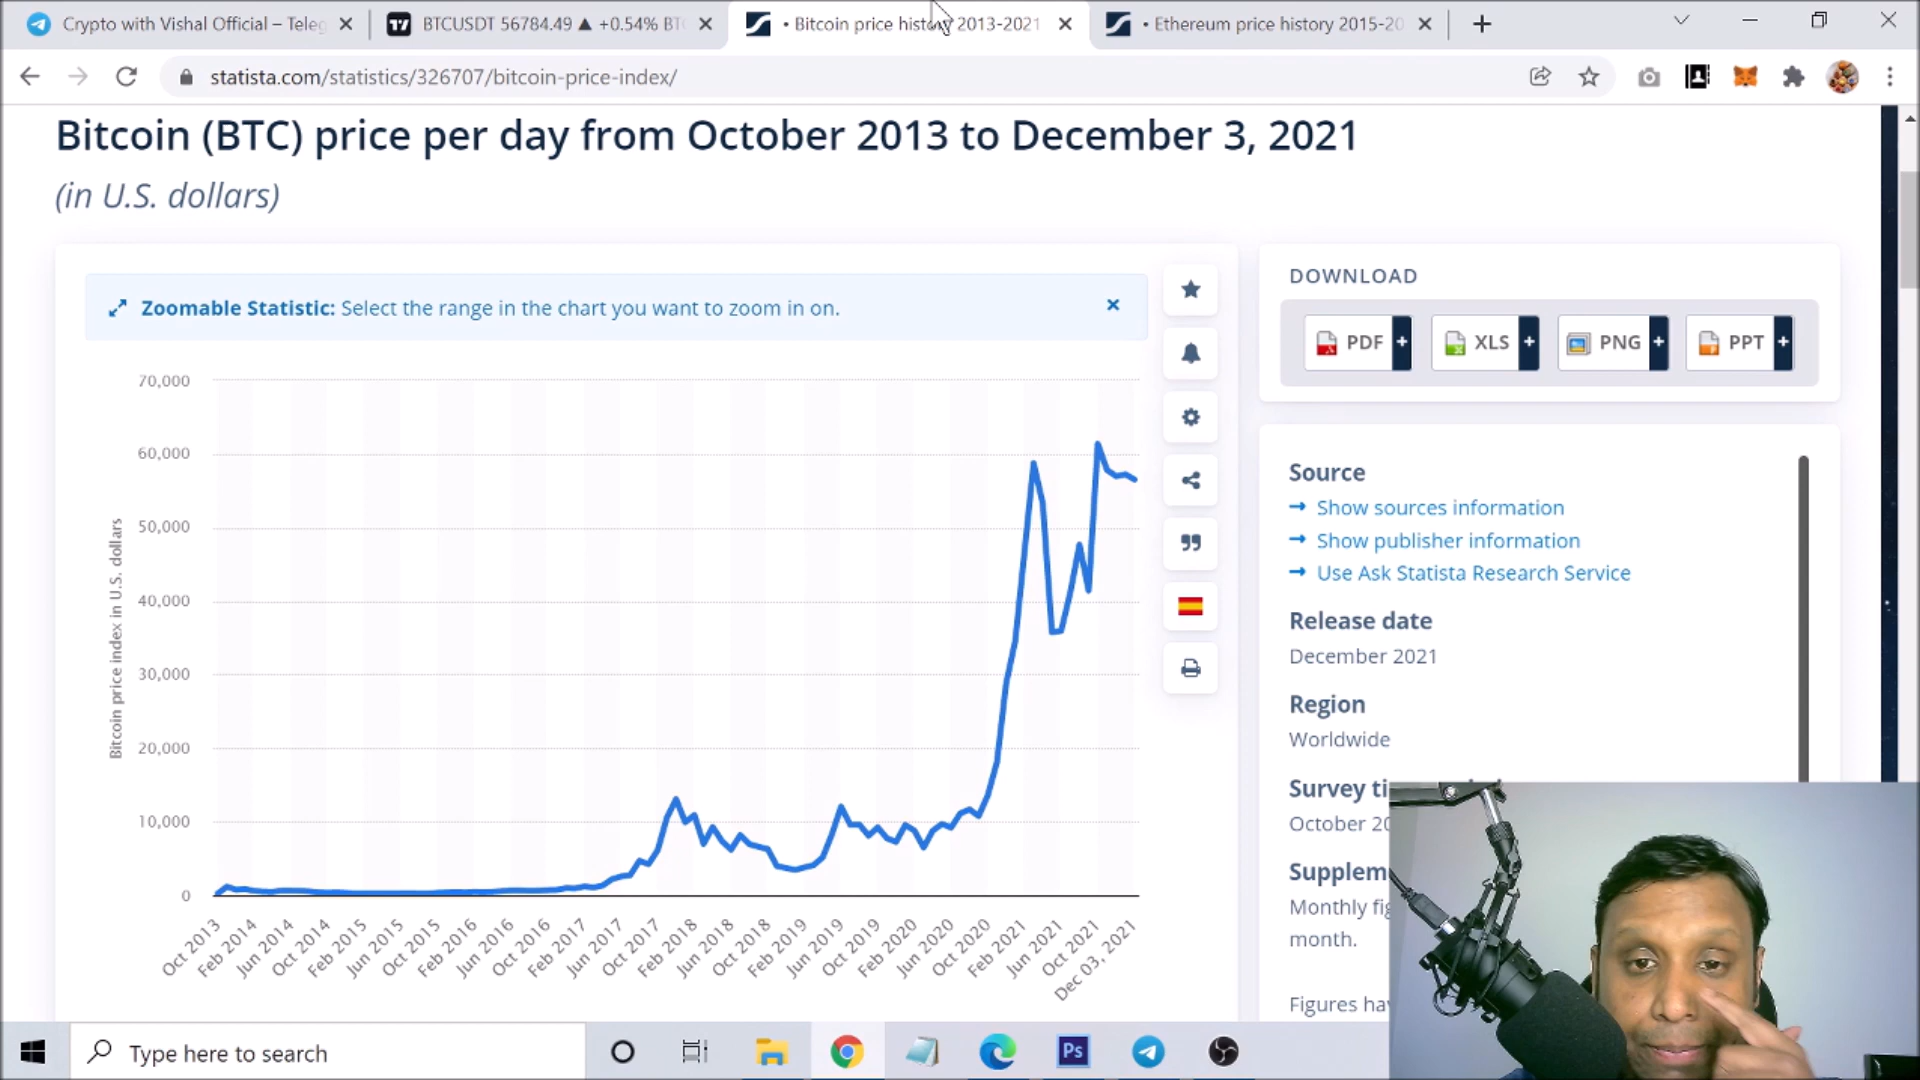 Crypto with Vishal Official – Teleg
BTCUSDT 56784.49 ▲ +0.54% BT
• Bitcoin price history 2013-2021
• Ethereum price history 2015-20
statista.com/statistics/326707/bitcoin-price-index/
Bitcoin (BTC) price per day from October 2013 to December 3, 2021
(in U.S. dollars)
Zoomable Statistic: Select the range in the chart you want to zoom in on.
Bitcoin price index in U.S. dollars
70,000
60,000
50,000
40,000
30,000
20,000
10,000
0
Oct 2013
Feb 2014
Jun 2014
Oct 2014
Feb 2015
Jun 2015
Oct 2015
Feb 2016
Jun 2016
Oct 2016
Feb 2017
Jun 2017
Oct 2017
Feb 2018
Jun 2018
Oct 2018
Feb 2019
Jun 2019
Oct 2019
Feb 2020
Jun 2020
Oct 2020
Feb 2021
Jun 2021
Oct 2021
Dec 03, 2021
DOWNLOAD
PDF +
XLS +
PNG +
PPT +
Source
Show sources information
Show publisher information
Use Ask Statista Research Service
Release date
December 2021
Region
Worldwide
Survey ti
October 20
Supplem
Monthly fig
month.
Figures ha
Type here to search
Ps